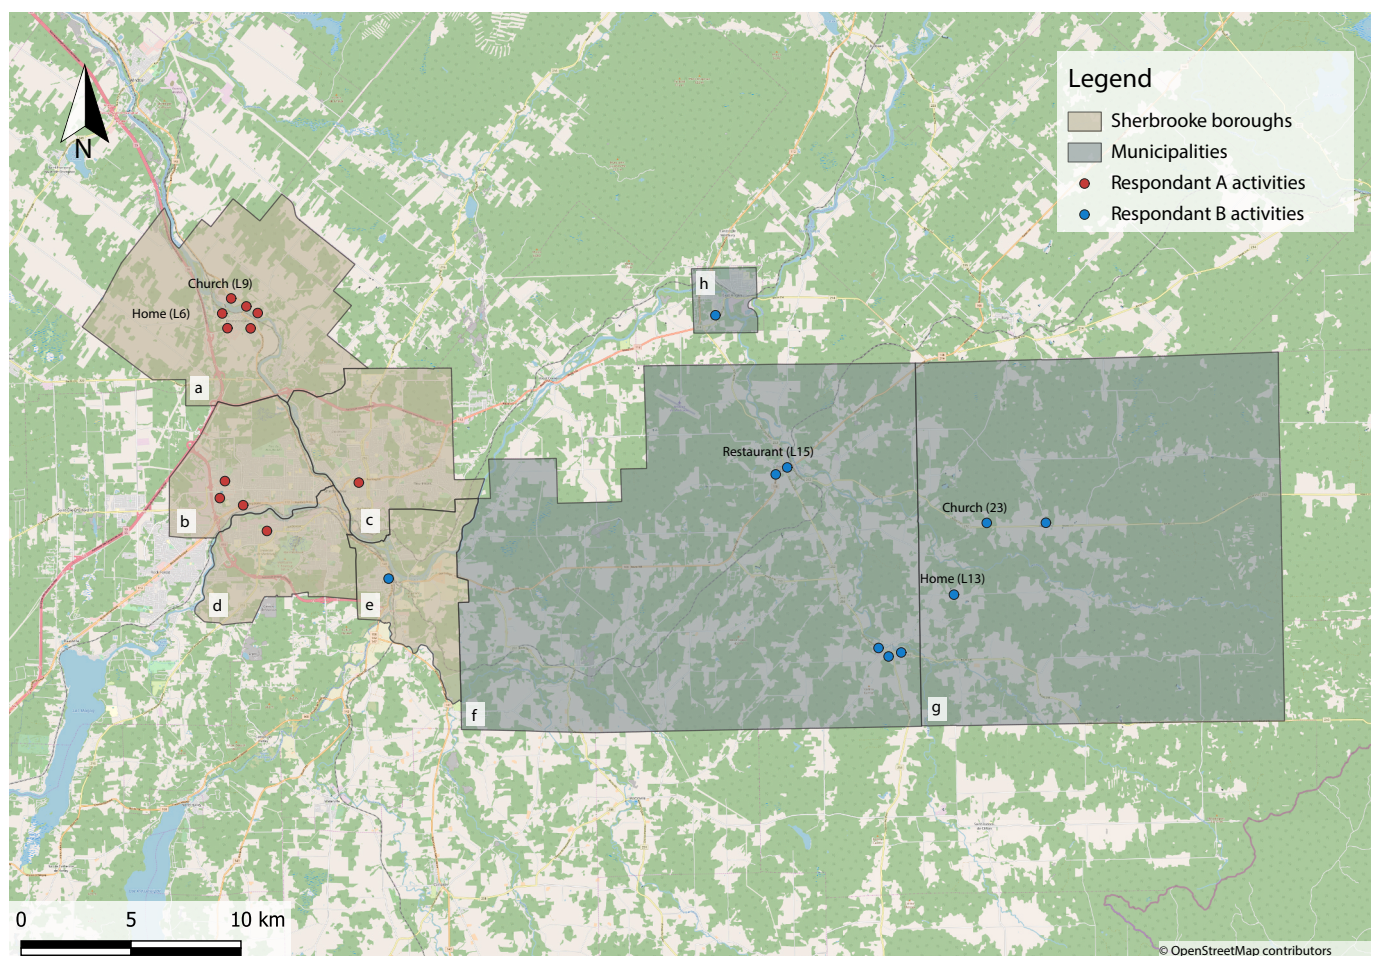 N
Legend
Sherbrooke boroughs
Municipalities
Respondant A activities
Respondant B activities
h
Church (L9)
Home (L6)
a
Restaurant (L15)
b
c
Church (23)
Home (L13)
d
e
f
g
0 5 10 km
© OpenStreetMap contributors